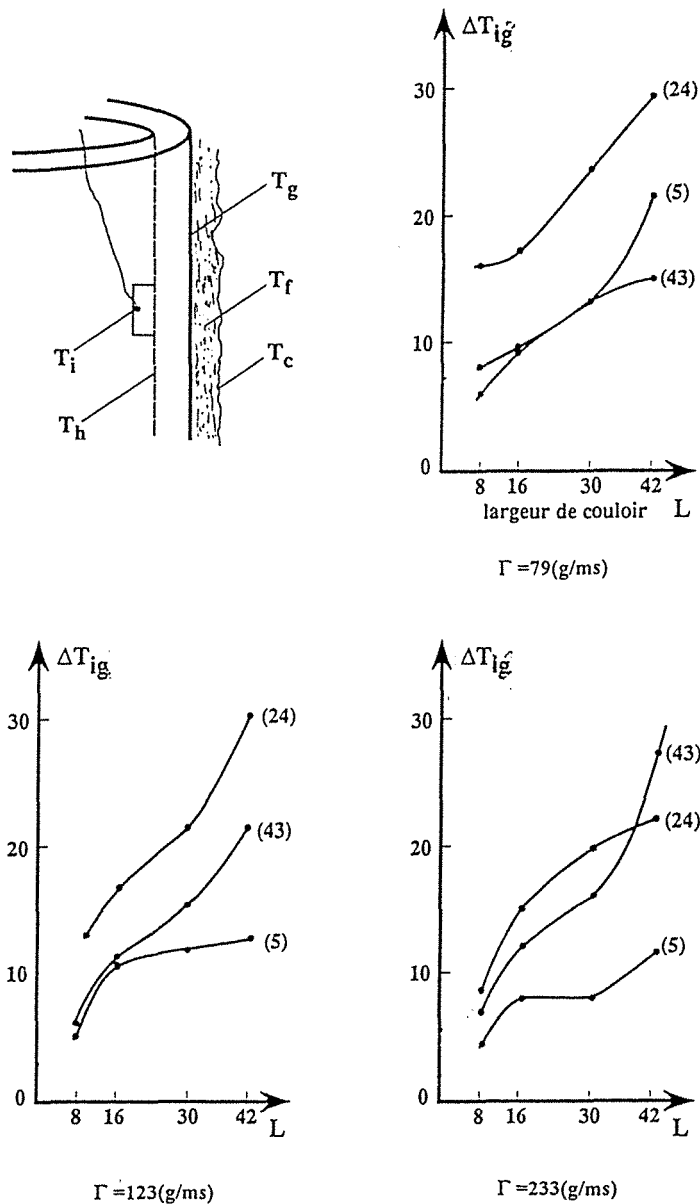 T_g
T_f
T_c
T_i
T_h
ΔT_ig
30
20
10
0
(24)
(5)
(43)
8 16 30 42
largeur de couloir L
Γ =79(g/ms)
ΔT_ig
30
20
10
0
(24)
(43)
(5)
8 16 30 42 L
Γ =123(g/ms)
ΔT_ig
30
20
10
0
(43)
(24)
(5)
8 16 30 42 L
Γ =233(g/ms)